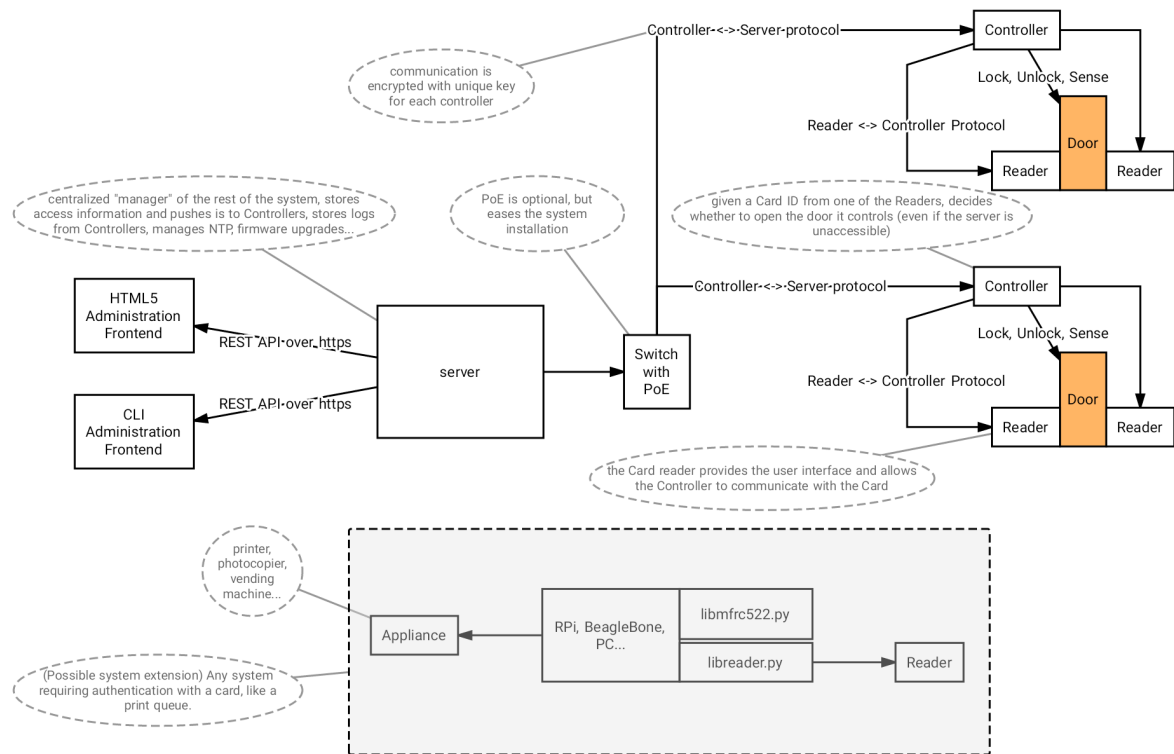 Controller <-> Server protocol
Controller
communication is
encrypted with unique key
for each controller
Lock, Unlock, Sense
Reader <-> Controller Protocol
Door
Reader
Reader
centralized "manager" of the rest of the system, stores
access information and pushes is to Controllers, stores logs
from Controllers, manages NTP, firmware upgrades...
PoE is optional, but
eases the system
installation
given a Card ID from one of the Readers, decides
whether to open the door it controls (even if the server is
unaccessible)
HTML5
Administration
Frontend
REST API over https
server
Switch
with
PoE
Controller <-> Server protocol
Controller
Lock, Unlock, Sense
Reader <-> Controller Protocol
Door
Reader
Reader
CLI
Administration
Frontend
REST API over https
the Card reader provides the user interface and allows
the Controller to communicate with the Card
printer,
photocopier,
vending
machine...
Appliance
RPi, BeagleBone,
PC...
libmfrc522.py
libreader.py
Reader
(Possible system extension) Any system
requiring authentication with a card, like a
print queue.